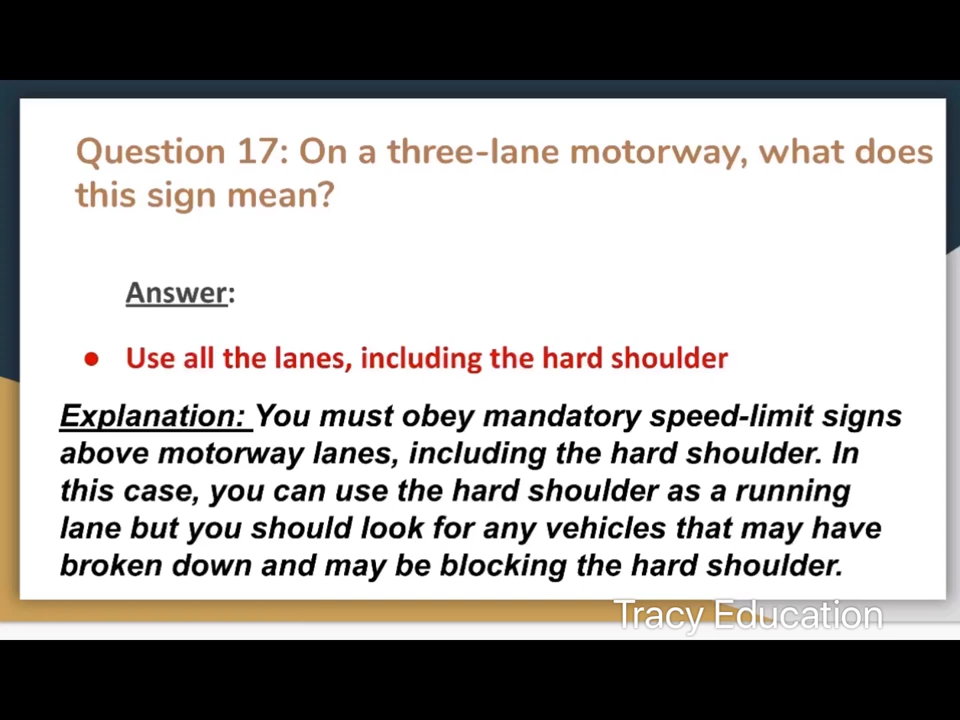 Question 17: On a three-lane motorway, what does
this sign mean?
Answer:
● Use all the lanes, including the hard shoulder
Explanation: You must obey mandatory speed-limit signs
above motorway lanes, including the hard shoulder. In
this case, you can use the hard shoulder as a running
lane but you should look for any vehicles that may have
broken down and may be blocking the hard shoulder.
Tracy Education